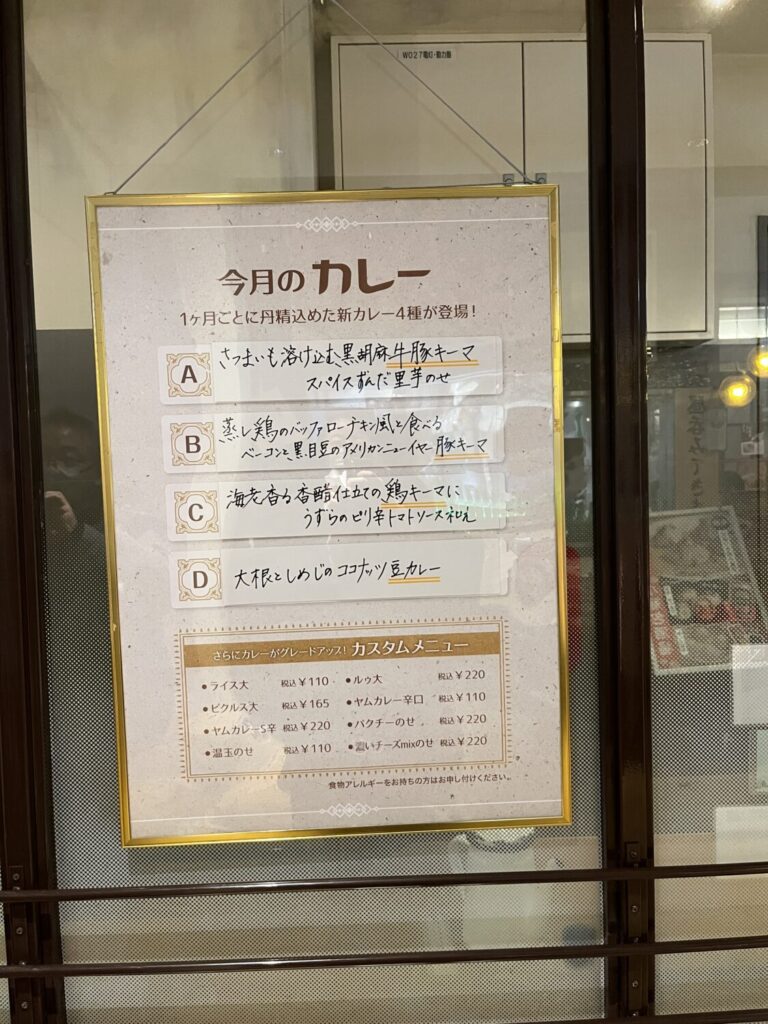 W027電灯・動力盤
今月のカレー
1ヶ月ごとに丹精込めた新カレー4種が登場!
A
さつまいも溶け込む黒胡麻牛豚キーマ
スパイスずんだ里芋のせ
B
蒸し鶏のバッファローチキン風と食べる
ベーコンと黒目豆のアメリカンニューイヤー豚キーマ
C
海老香る香醋仕立ての鶏キーマに
うずらのピリ辛トマトソース和え
D
大根としめじのココナッツ豆カレー
さらにカレーがグレードアップ! カスタムメニュー
●ライス大 税込¥110 ●ルゥ大 税込¥220
●ピクルス大 税込¥165 ●ヤムカレー辛口 税込¥110
●ヤムカレーS辛 税込¥220 ●パクチーのせ 税込¥220
●温玉のせ 税込¥110 ●濃いチーズmixのせ 税込¥220
食物アレルギーをお持ちの方はお申し付けください。